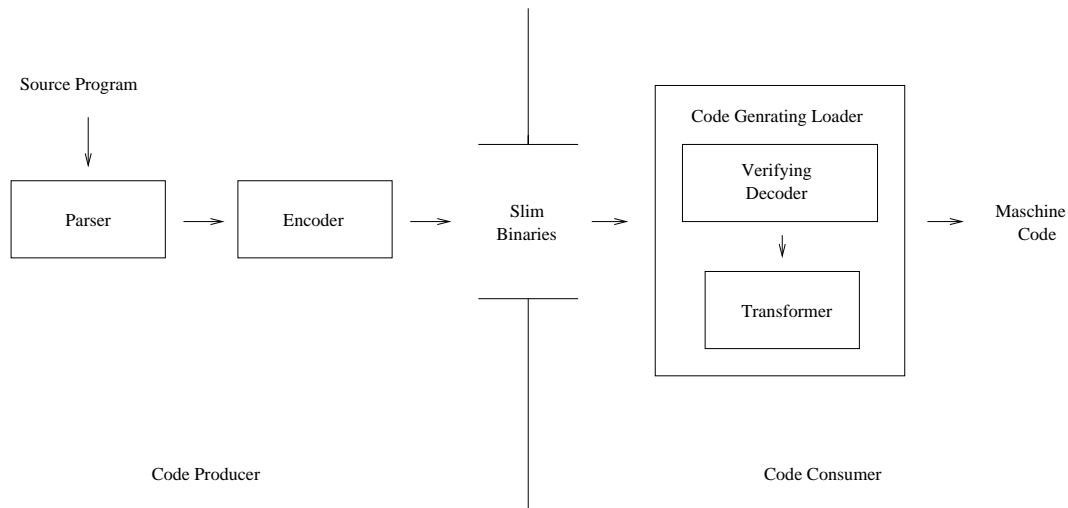 Source Program
Parser
Encoder
Slim
Binaries
Code Genrating Loader
Verifying
Decoder
Transformer
Maschine
Code
Code Producer
Code Consumer